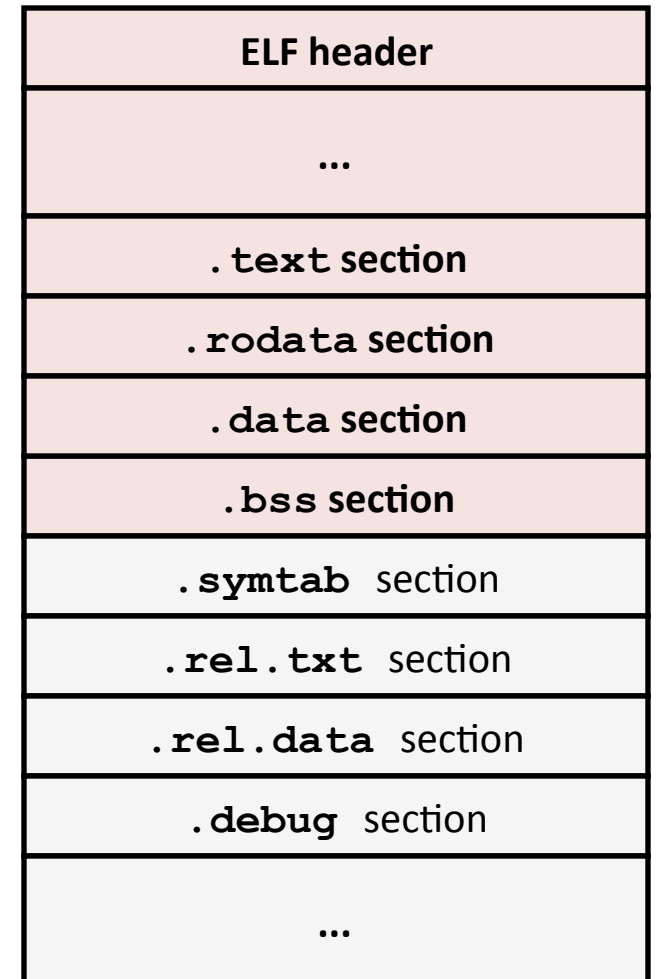 ELF header
...
.text section
.rodata section
.data section
.bss section
.symtab section
.rel.txt section
.rel.data section
.debug section
...